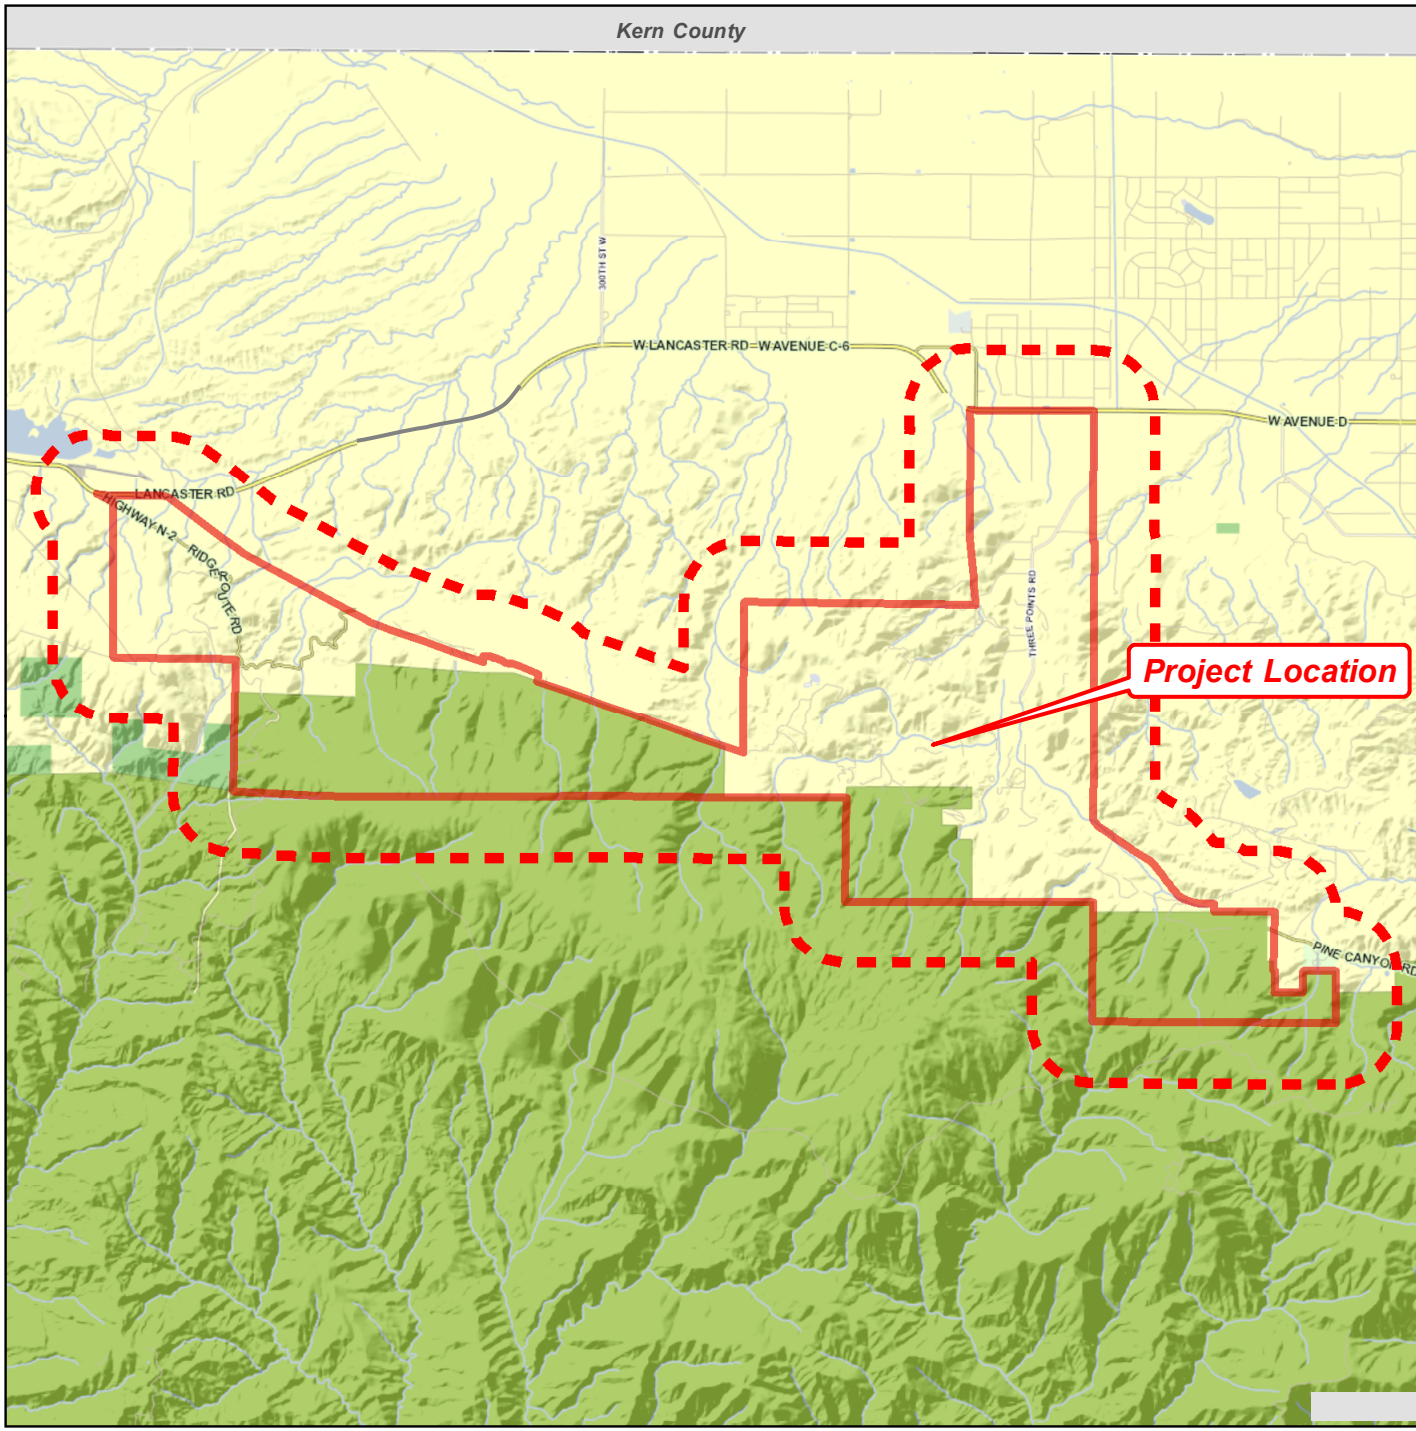 Kern County
300TH ST W
W LANCASTER RD
W AVENUE C-6
W AVENUE D
LANCASTER RD
HIGHWAY N-2
RIDGE ROUTE RD
THREE POINTS RD
Project Location
PINE CANYON RD